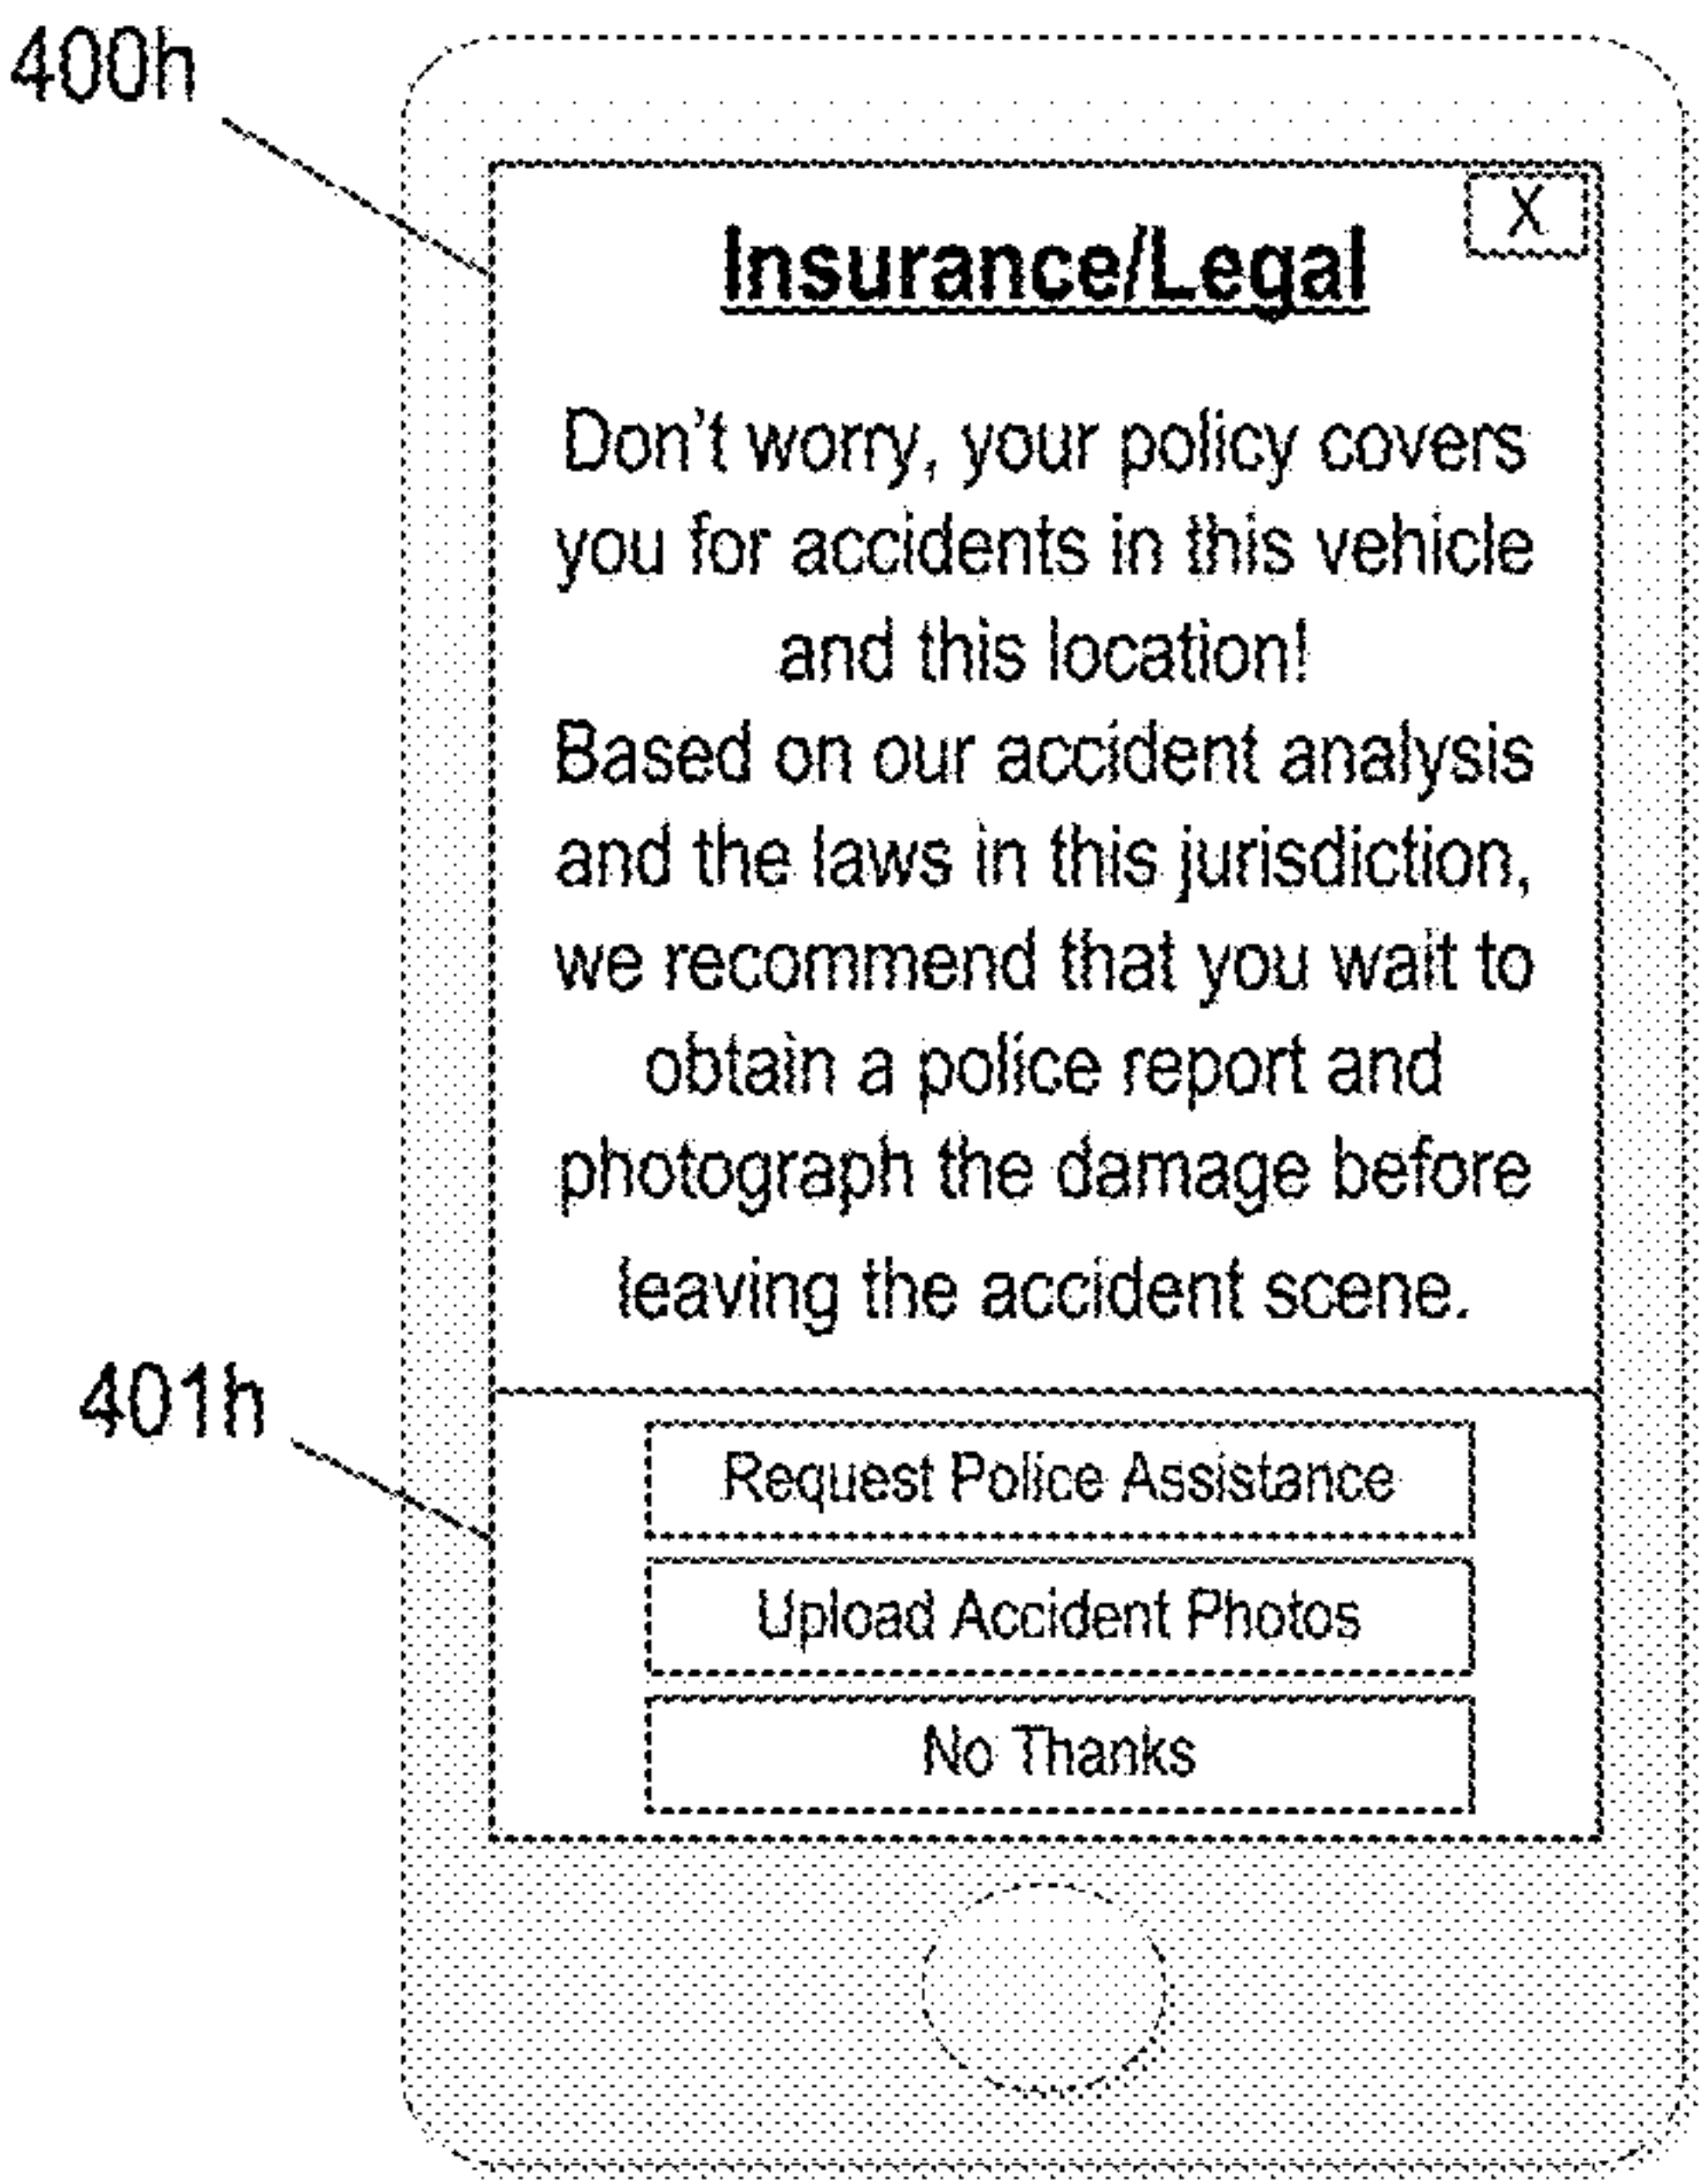 400h
X
Insurance/Legal
Don't worry, your policy covers
you for accidents in this vehicle
and this location!
Based on our accident analysis
and the laws in this jurisdiction,
we recommend that you wait to
obtain a police report and
photograph the damage before
leaving the accident scene.
401h
Request Police Assistance
Upload Accident Photos
No Thanks